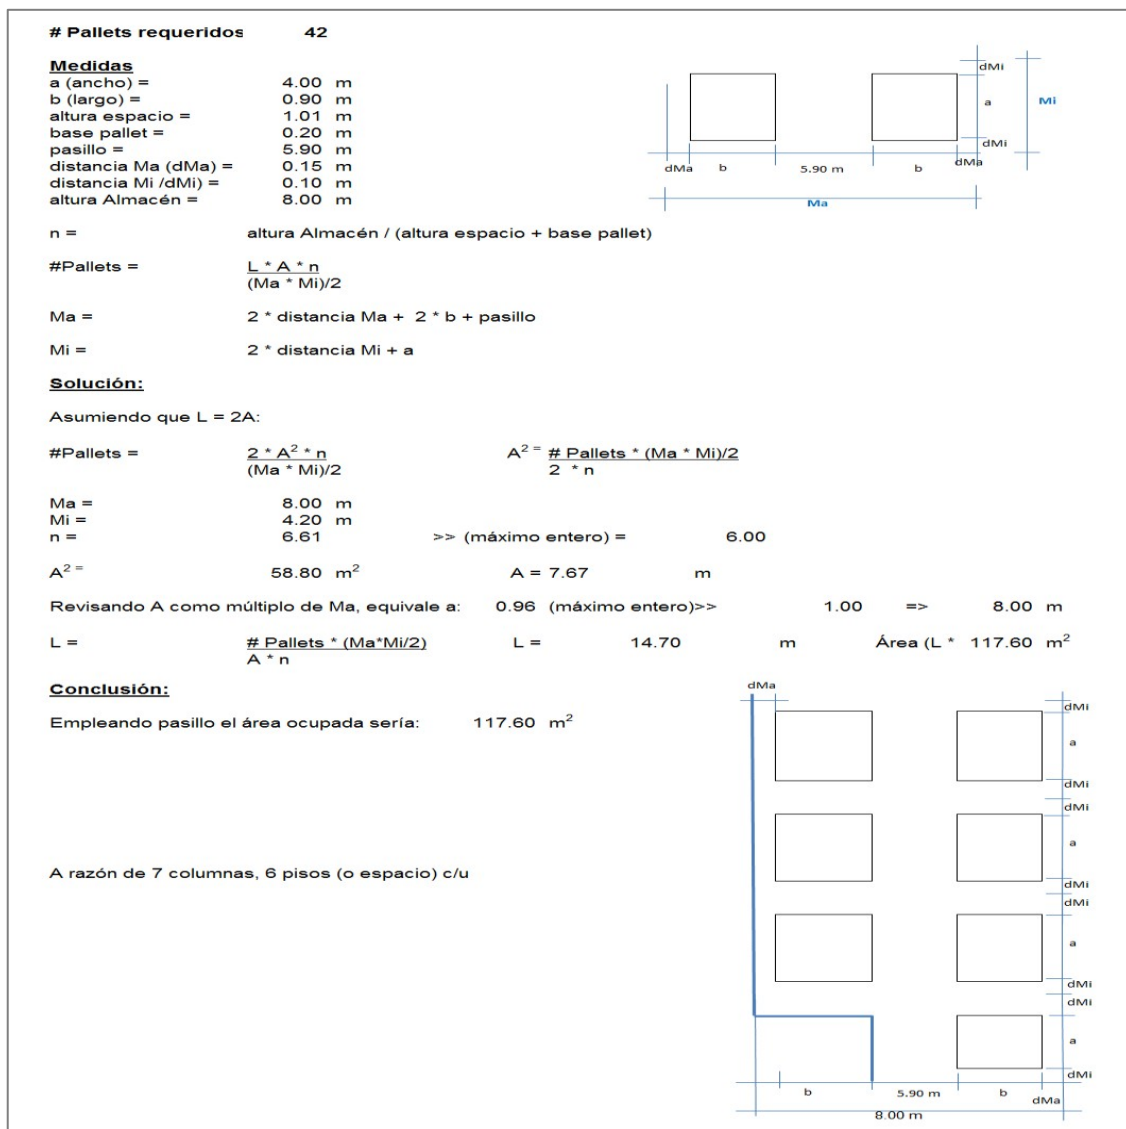 # Pallets requeridos 42
Medidas
a (ancho) = 4.00 m
b (largo) = 0.90 m
altura espacio = 1.01 m
base pallet = 0.20 m
pasillo = 5.90 m
distancia Ma (dMa) = 0.15 m
distancia Mi /dMi) = 0.10 m
altura Almacén = 8.00 m
dMi
a
Mi
dMi
dMa b 5.90 m b dMa
Ma
n = altura Almacén / (altura espacio + base pallet)
#Pallets = L * A * n
(Ma * Mi)/2
Ma = 2 * distancia Ma + 2 * b + pasillo
Mi = 2 * distancia Mi + a
Solución:
Asumiendo que L = 2A:
#Pallets = 2 * A² * n A² = # Pallets * (Ma * Mi)/2
(Ma * Mi)/2 2 * n
Ma = 8.00 m
Mi = 4.20 m
n = 6.61 >> (máximo entero) = 6.00
A² = 58.80 m² A = 7.67 m
Revisando A como múltiplo de Ma, equivale a: 0.96 (máximo entero)>> 1.00 => 8.00 m
L = # Pallets * (Ma*Mi/2) L = 14.70 m Área (L * 117.60 m²
A * n
Conclusión:
Empleando pasillo el área ocupada sería: 117.60 m²
A razón de 7 columnas, 6 pisos (o espacio) c/u
dMa
dMi
a
dMi
dMi
a
dMi
dMi
a
dMi
dMi
a
dMi
b 5.90 m b dMa
8.00 m